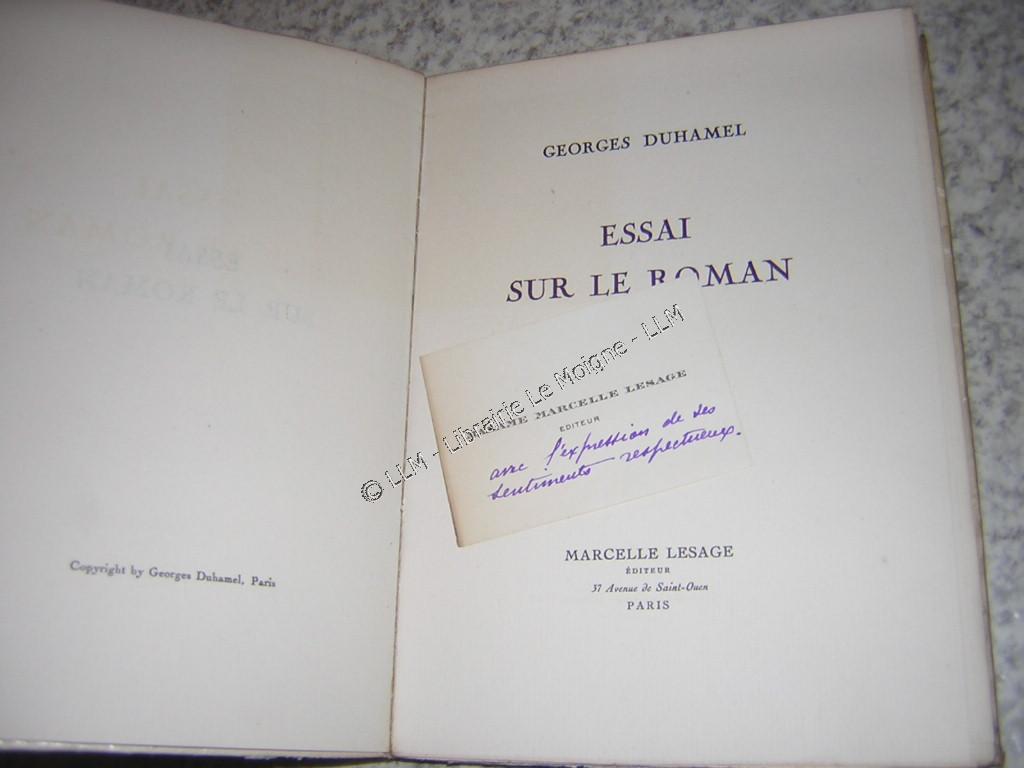 Copyright by Georges Duhamel, Paris
GEORGES DUHAMEL
ESSAI
SUR LE ROMAN
MADAME MARCELLE LESAGE
EDITEUR
avec l'expression de ses
sentiments respectueux.
MARCELLE LESAGE
ÉDITEUR
37 Avenue de Saint-Ouen
PARIS
© LLM - Librairie Le Moigne - LLM